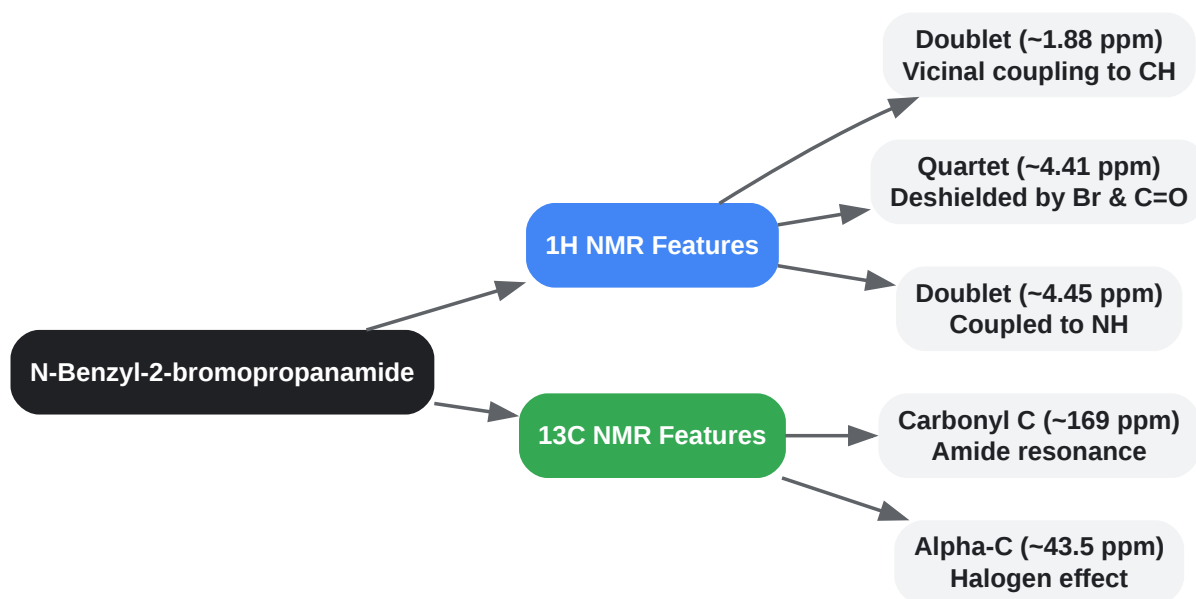 Doublet (~1.88 ppm)
Vicinal coupling to CH
Quartet (~4.41 ppm)
Deshielded by Br & C=O
1H NMR Features
Doublet (~4.45 ppm)
Coupled to NH
N-Benzyl-2-bromopropanamide
13C NMR Features
Carbonyl C (~169 ppm)
Amide resonance
Alpha-C (~43.5 ppm)
Halogen effect